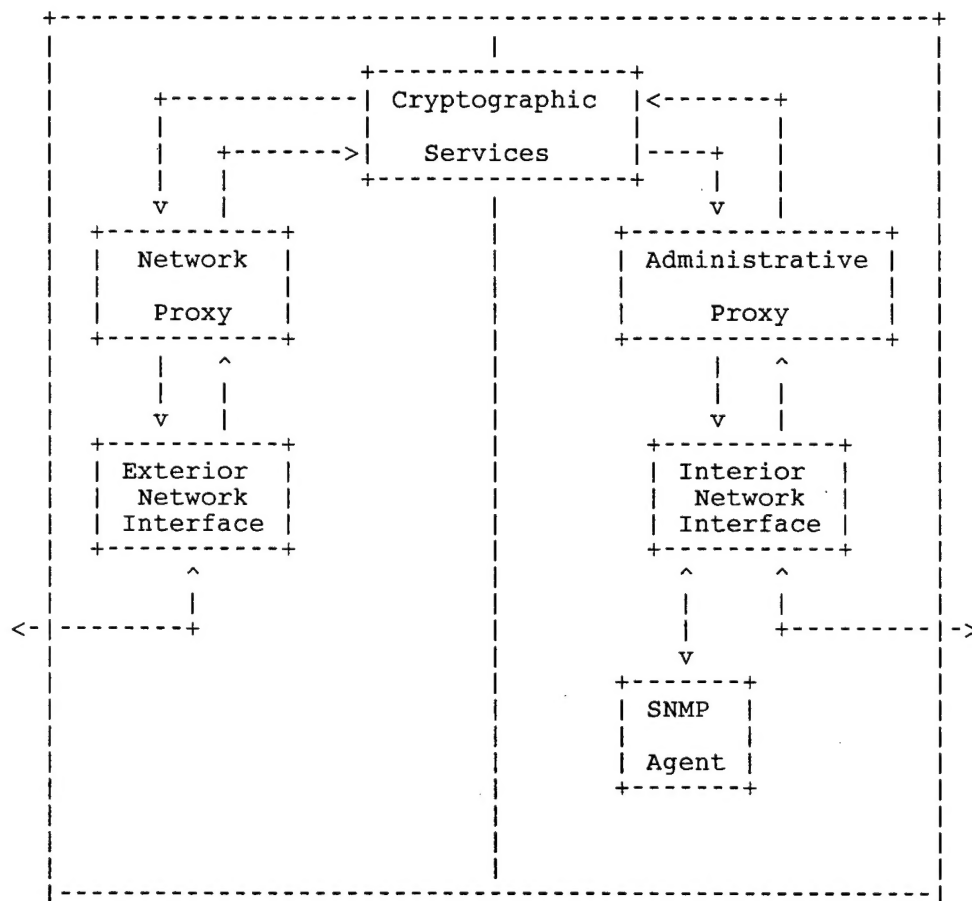 Cryptographic
Services
Network
Proxy
Administrative
Proxy
Exterior
Network
Interface
Interior
Network
Interface
SNMP
Agent